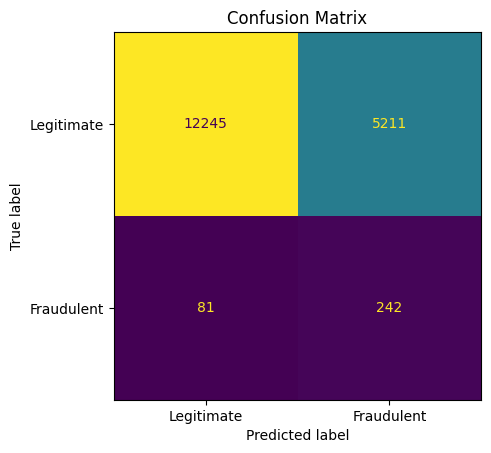 Confusion Matrix
True label
Legitimate
12245
5211
Fraudulent
81
242
Legitimate
Fraudulent
Predicted label